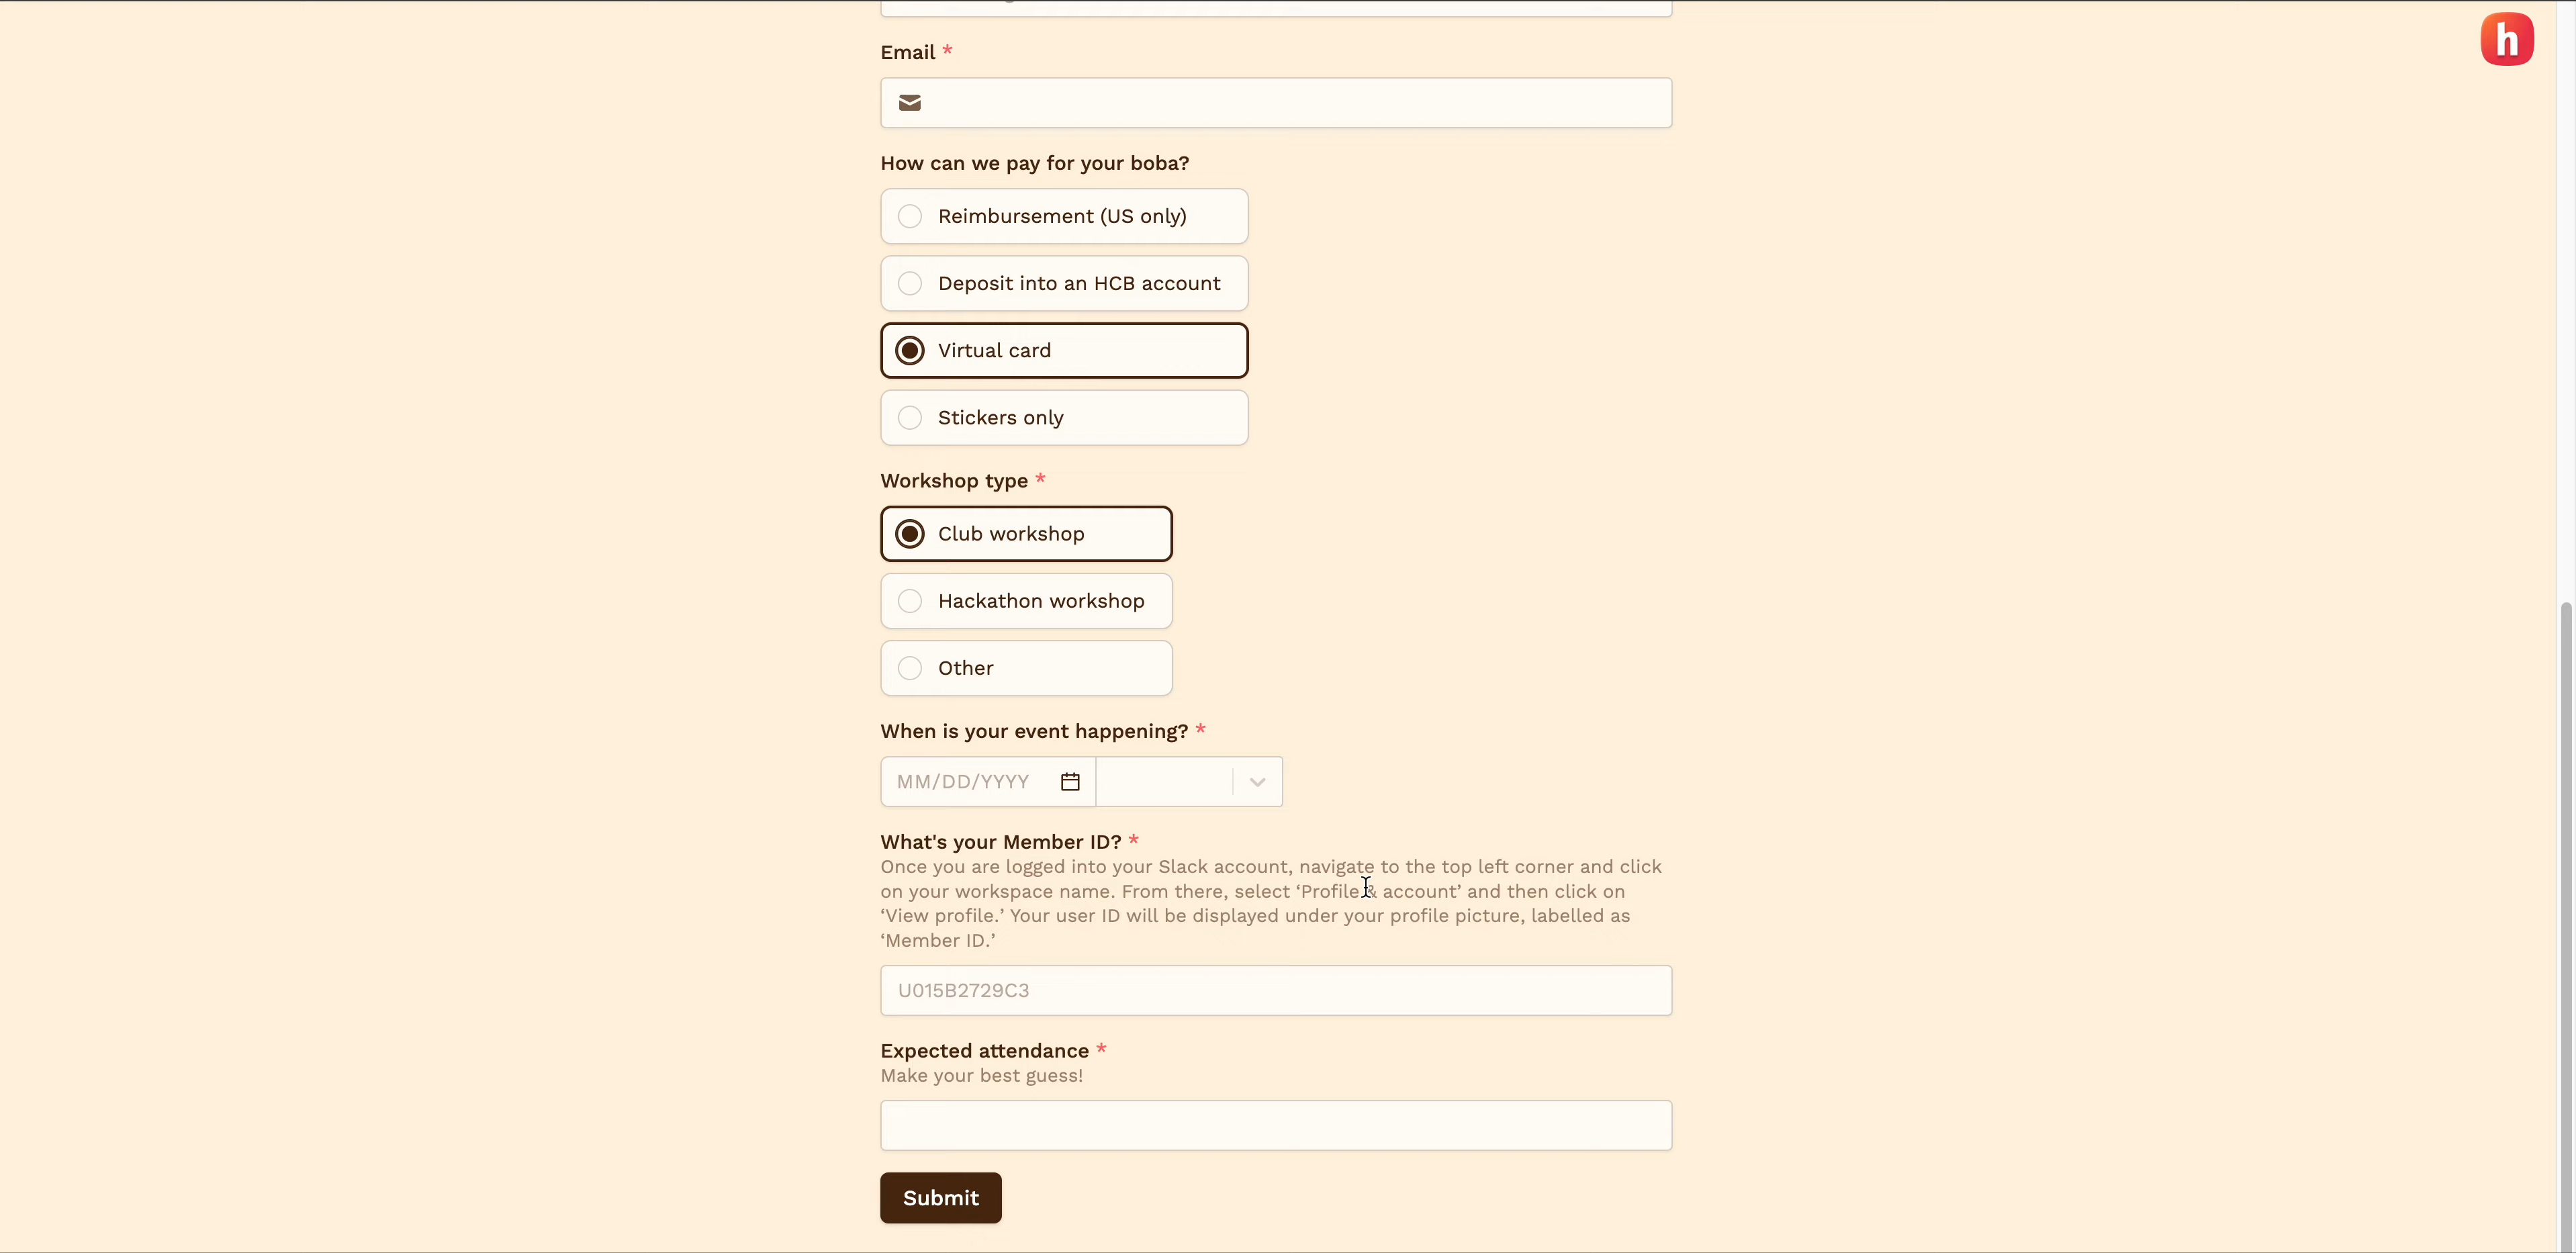 Email *
How can we pay for your boba?
Reimbursement (US only)
Deposit into an HCB account
Virtual card
Stickers only
Workshop type *
Club workshop
Hackathon workshop
Other
When is your event happening? *
MM/DD/YYYY
What's your Member ID? *
Once you are logged into your Slack account, navigate to the top left corner and click
on your workspace name. From there, select ‘Profile & account’ and then click on
‘View profile.’ Your user ID will be displayed under your profile picture, labelled as
‘Member ID.’
U015B2729C3
Expected attendance *
Make your best guess!
Submit
h